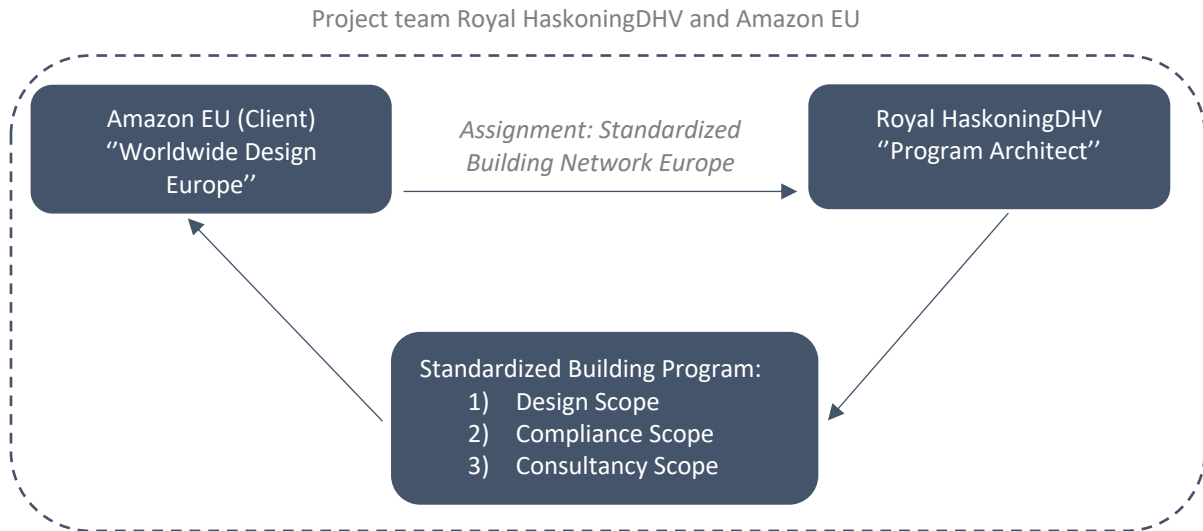 Project team Royal HaskoningDHV and Amazon EU
Amazon EU (Client)
‘’Worldwide Design
Europe’’
Assignment: Standardized
Building Network Europe
Royal HaskoningDHV
‘’Program Architect’’
Standardized Building Program:
1) Design Scope
2) Compliance Scope
3) Consultancy Scope